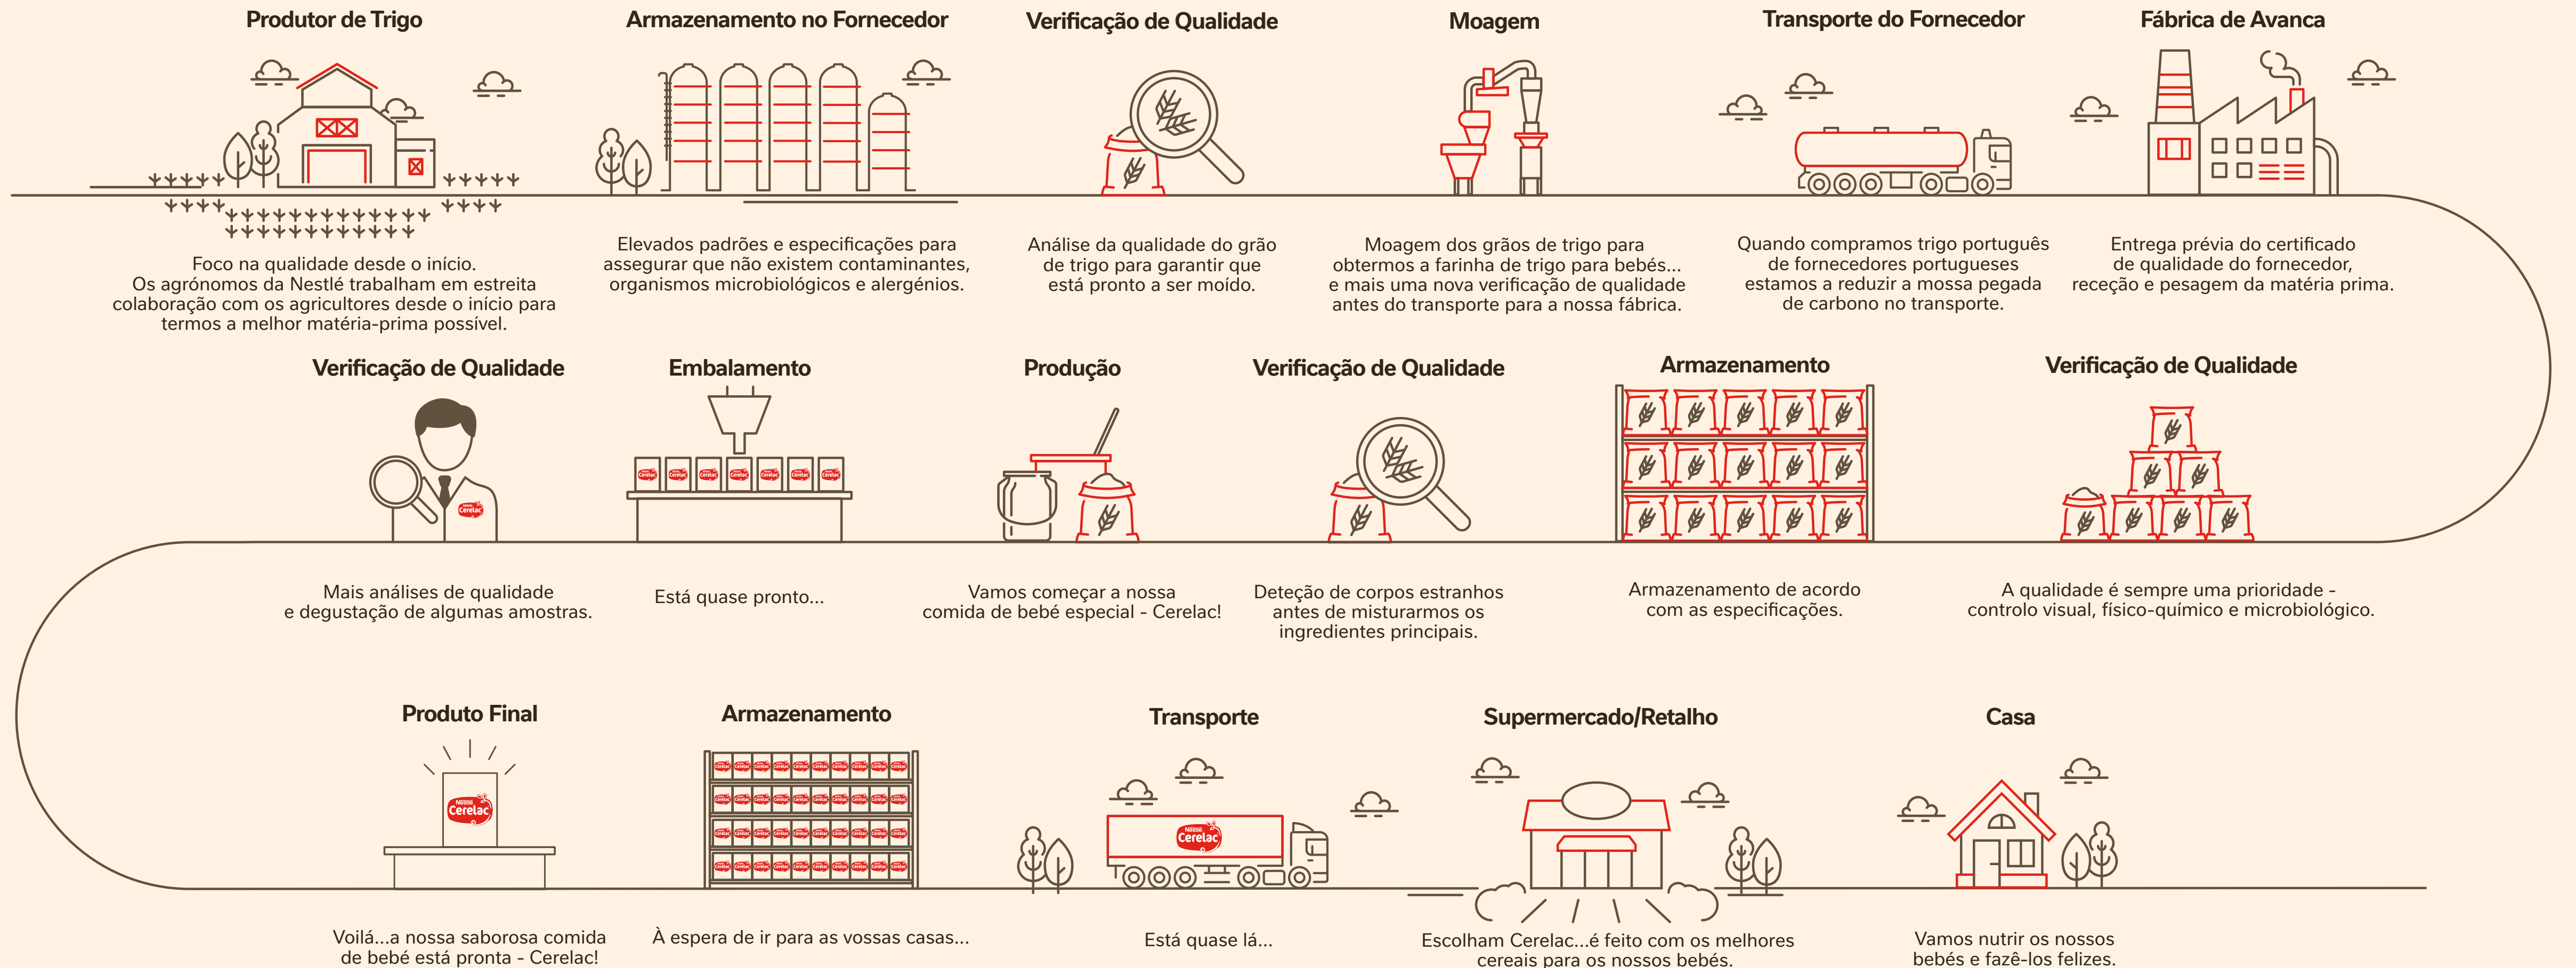 Produtor de Trigo
Foco na qualidade desde o início.
Os agrónomos da Nestlé trabalham em estreita
colaboração com os agricultores desde o início para
termos a melhor matéria-prima possível.
Armazenamento no Fornecedor
Elevados padrões e especificações para
assegurar que não existem contaminantes,
organismos microbiológicos e alergénios.
Verificação de Qualidade
Análise da qualidade do grão
de trigo para garantir que
está pronto a ser moído.
Moagem
Moagem dos grãos de trigo para
obtermos a farinha de trigo para bebés...
e mais uma nova verificação de qualidade
antes do transporte para a nossa fábrica.
Transporte do Fornecedor
Quando compramos trigo português
de fornecedores portugueses
estamos a reduzir a mossa pegada
de carbono no transporte.
Fábrica de Avanca
Entrega prévia do certificado
de qualidade do fornecedor,
receção e pesagem da matéria prima.
Verificação de Qualidade
A qualidade é sempre uma prioridade -
controlo visual, físico-químico e microbiológico.
Armazenamento
Armazenamento de acordo
com as especificações.
Verificação de Qualidade
Deteção de corpos estranhos
antes de misturarmos os
ingredientes principais.
Produção
Vamos começar a nossa
comida de bebé especial - Cerelac!
Embalamento
Está quase pronto...
Verificação de Qualidade
Cerelac
Mais análises de qualidade
e degustação de algumas amostras.
Produto Final
Nestlé
Cerelac
Voilá...a nossa saborosa comida
de bebé está pronta - Cerelac!
Armazenamento
À espera de ir para as vossas casas...
Transporte
Nestlé
Cerelac
Está quase lá...
Supermercado/Retalho
Escolham Cerelac...é feito com os melhores
cereais para os nossos bebés.
Casa
Vamos nutrir os nossos
bebés e fazê-los felizes.